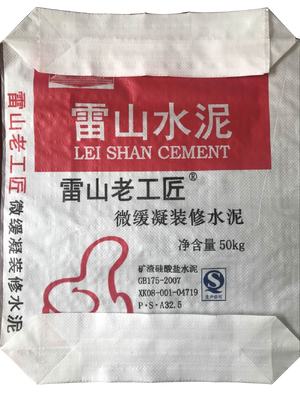 雷山水泥
LEI SHAN CEMENT
雷山老工匠®
微缓凝装修水泥
净含量50kg
矿渣硅酸盐水泥
GB175-2007
XK08-001-04719
P·S·A32.5
雷山老工匠微缓凝装修水泥